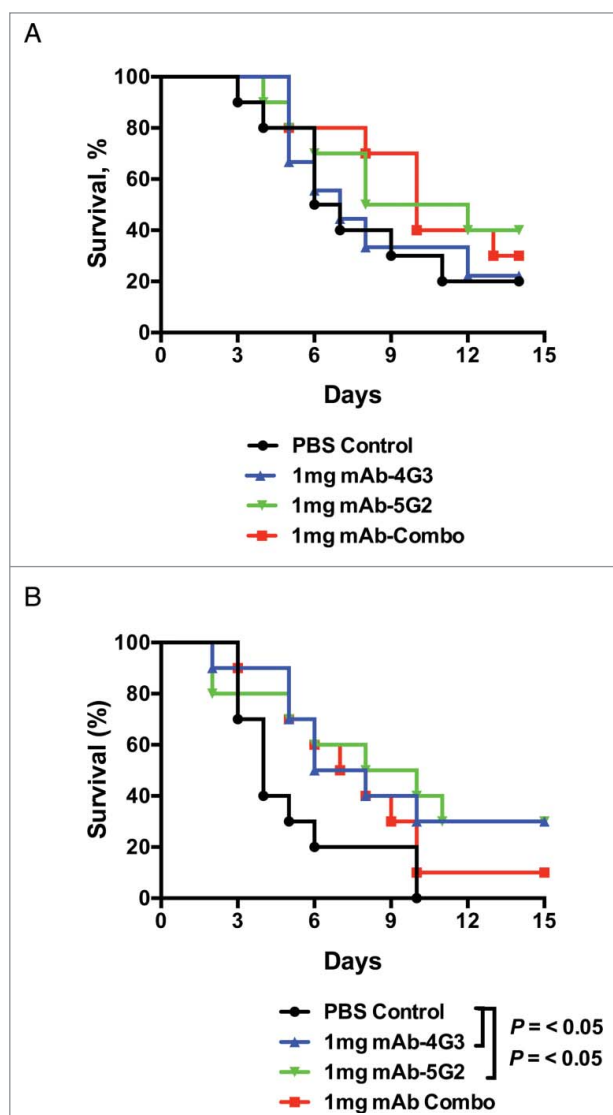 A
Survival, %
100
80
60
40
20
0
0 3 6 9 12 15
Days
PBS Control
1mg mAb-4G3
1mg mAb-5G2
1mg mAb-Combo
B
Survival (%)
100
80
60
40
20
0
0 3 6 9 12 15
Days
PBS Control
1mg mAb-4G3
1mg mAb-5G2
1mg mAb Combo
P = < 0.05
P = < 0.05